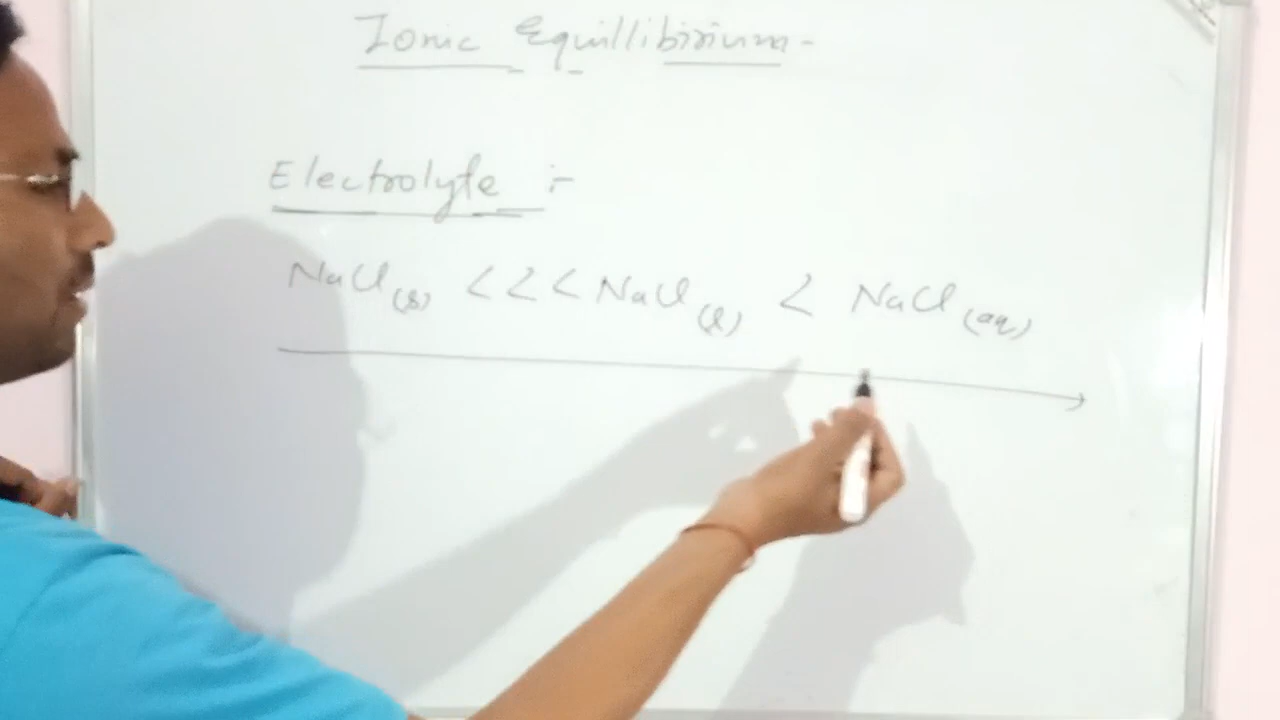 Ionic Equillibirium-
Electrolyte :-
NaCl(s) <<< NaCl(l) < NaCl(aq)